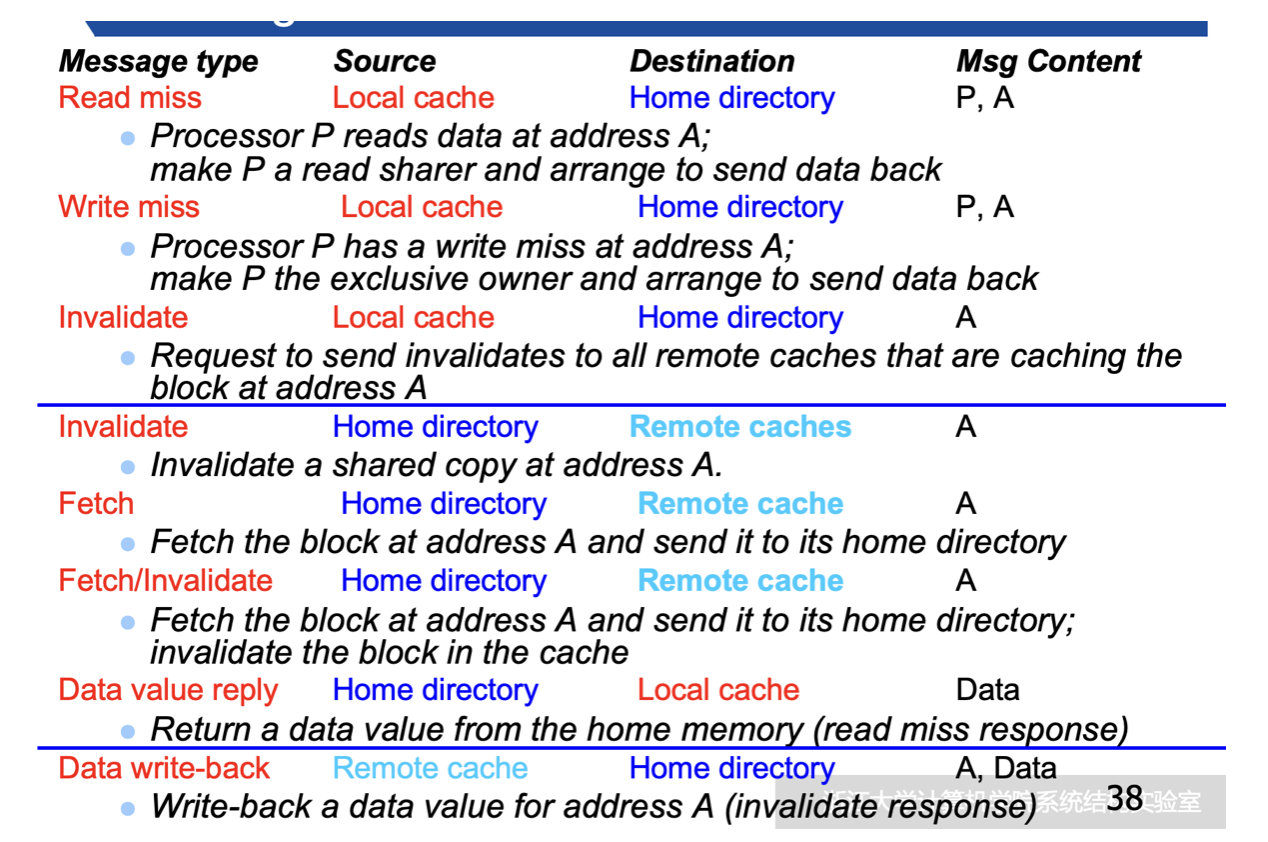 Message type Source Destination Msg Content
Read miss Local cache Home directory P, A
Processor P reads data at address A;
make P a read sharer and arrange to send data back
Write miss Local cache Home directory P, A
Processor P has a write miss at address A;
make P the exclusive owner and arrange to send data back
Invalidate Local cache Home directory A
Request to send invalidates to all remote caches that are caching the
block at address A
Invalidate Home directory Remote caches A
Invalidate a shared copy at address A.
Fetch Home directory Remote cache A
Fetch the block at address A and send it to its home directory
Fetch/Invalidate Home directory Remote cache A
Fetch the block at address A and send it to its home directory;
invalidate the block in the cache
Data value reply Home directory Local cache Data
Return a data value from the home memory (read miss response)
Data write-back Remote cache Home directory A, Data
Write-back a data value for address A (invalidate response)
38
江大学计算机学院系统结 实验室